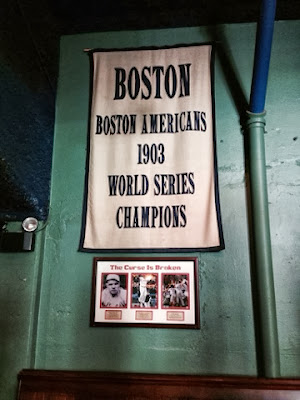 BOSTON
BOSTON AMERICANS
1903
WORLD SERIES
CHAMPIONS
The Curse Is Broken